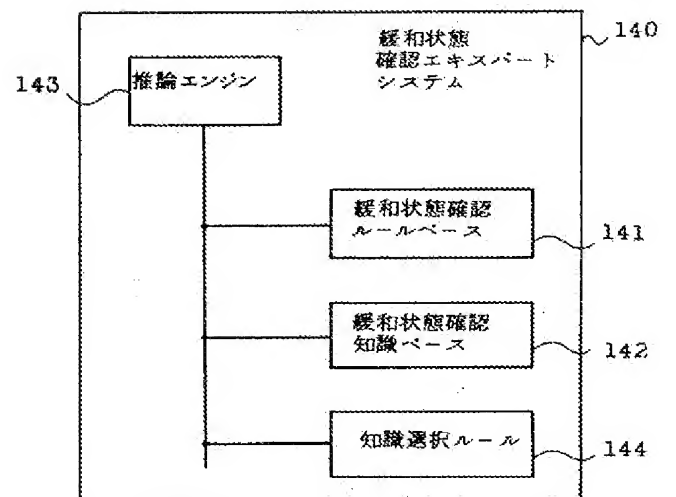 緩和状態
確認エキスパート
システム
140
143
推論エンジン
緩和状態確認
ルールベース
141
緩和状態確認
知識ベース
142
知識選択ルール
144